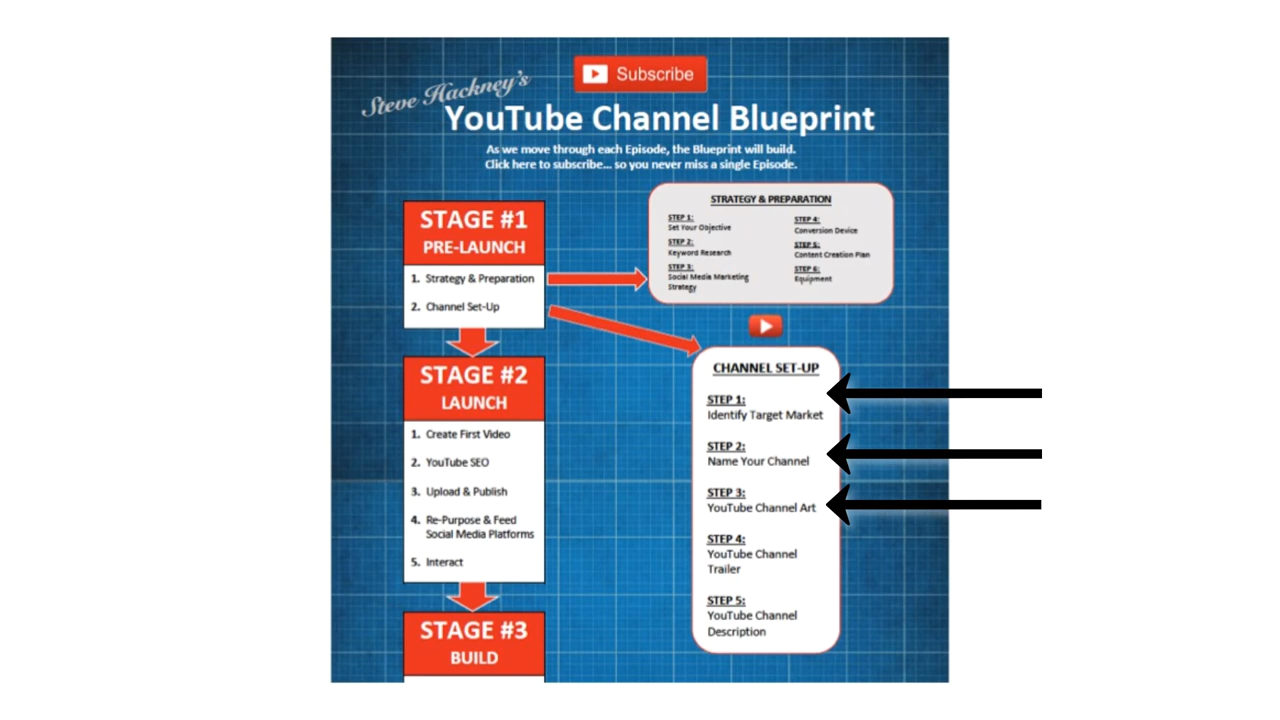 Subscribe
Steve Hackney's
YouTube Channel Blueprint
As we move through each Episode, the Blueprint will build.
Click here to subscribe... so you never miss a single Episode.
STAGE #1
PRE-LAUNCH
1. Strategy & Preparation
2. Channel Set-Up
STRATEGY & PREPARATION
STEP 1:
Set Your Objective
STEP 2:
Keyword Research
STEP 3:
Social Media Marketing
Strategy
STEP 4:
Conversion Device
STEP 5:
Content Creation Plan
STEP 6:
Equipment
STAGE #2
LAUNCH
1. Create First Video
2. YouTube SEO
3. Upload & Publish
4. Re-Purpose & Feed
Social Media Platforms
5. Interact
CHANNEL SET-UP
STEP 1:
Identify Target Market
STEP 2:
Name Your Channel
STEP 3:
YouTube Channel Art
STEP 4:
YouTube Channel
Trailer
STEP 5:
YouTube Channel
Description
STAGE #3
BUILD